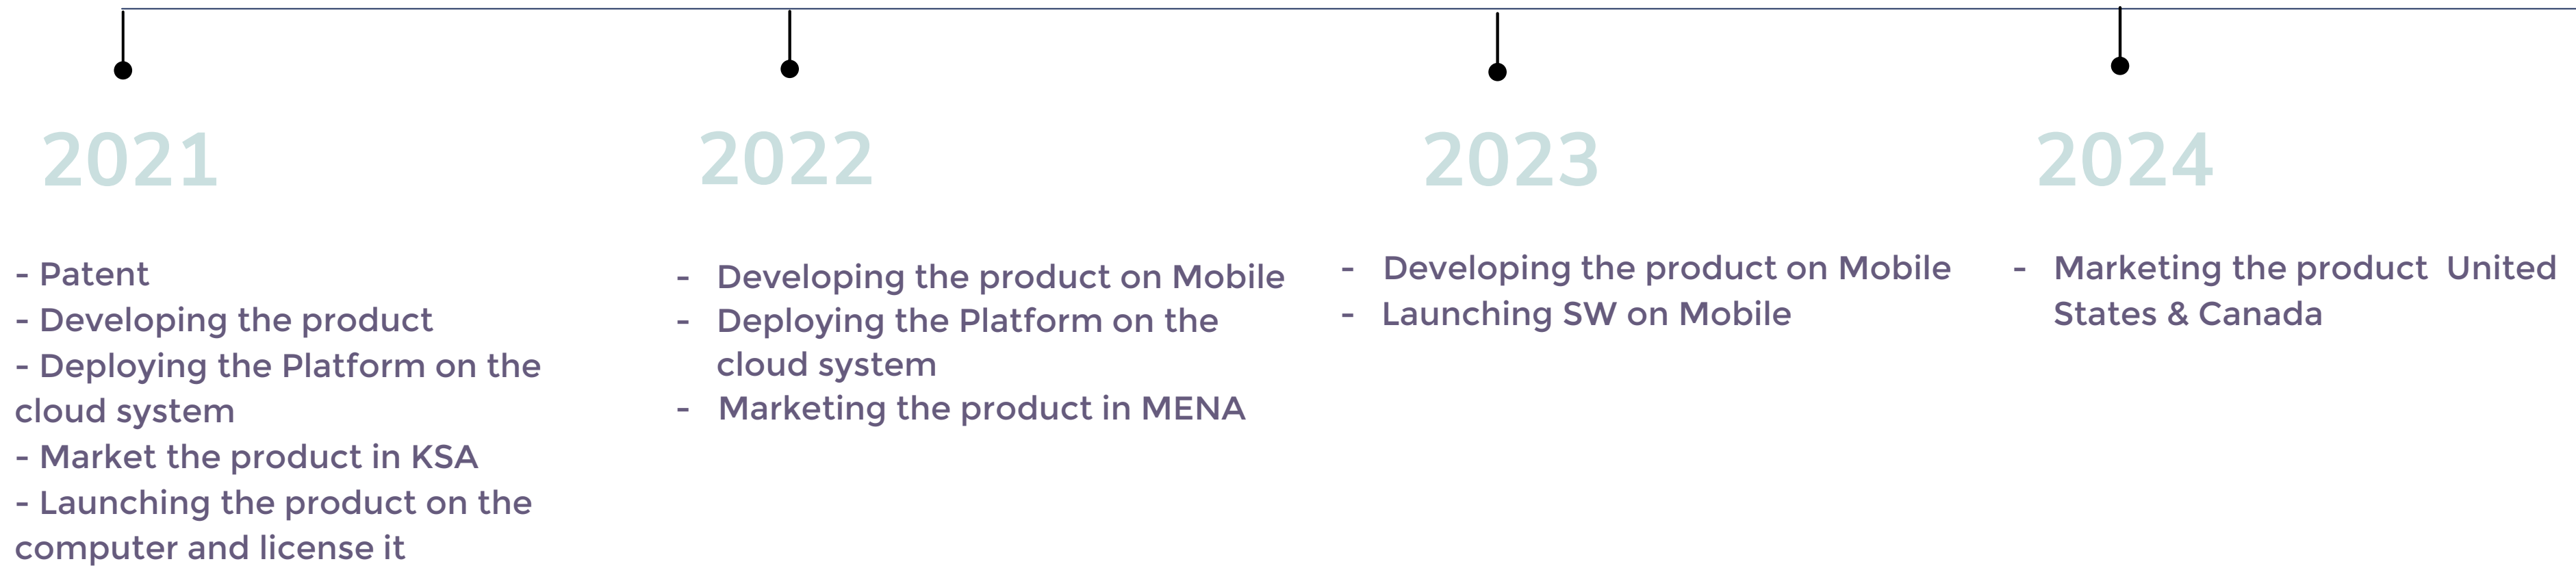 2021
- Patent
- Developing the product
- Deploying the Platform on the
cloud system
- Market the product in KSA
- Launching the product on the
computer and license it
2022
- Developing the product on Mobile
- Deploying the Platform on the
cloud system
- Marketing the product in MENA
2023
- Developing the product on Mobile
- Launching SW on Mobile
2024
- Marketing the product United
States & Canada